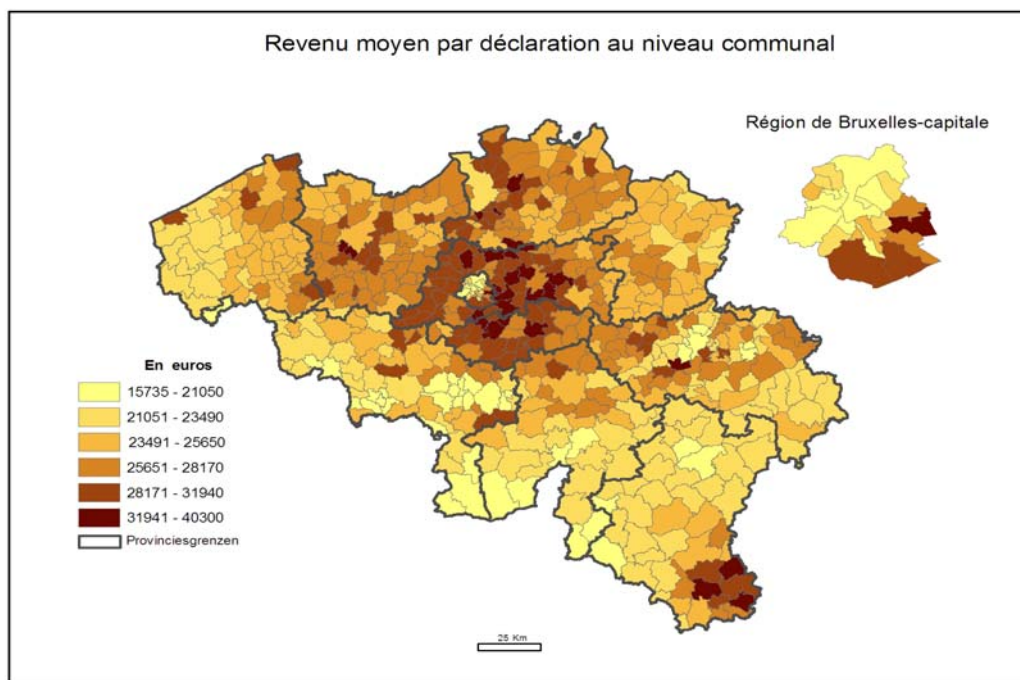 Revenu moyen par déclaration au niveau communal
Région de Bruxelles-capitale
En euros
15735 - 21050
21051 - 23490
23491 - 25650
25651 - 28170
28171 - 31940
31941 - 40300
Provinciesgrenzen
25 Km